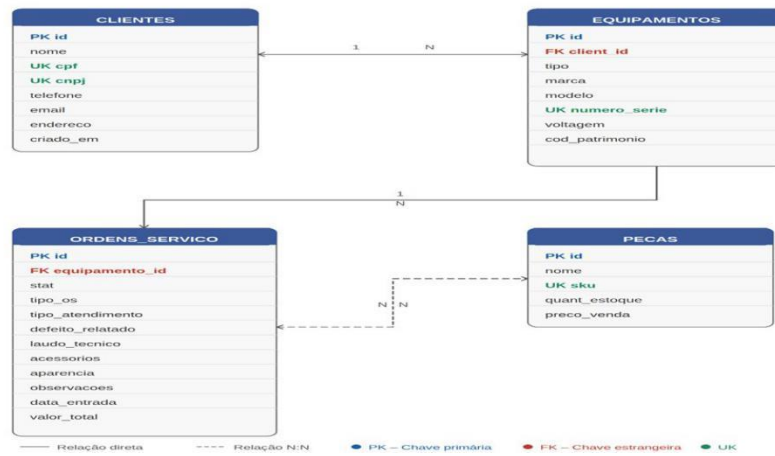 CLIENTES
PK id
nome
UK cpf
UK cnpj
telefone
email
endereco
criado_em
1 N
EQUIPAMENTOS
PK id
FK client_id
tipo
marca
modelo
UK numero_serie
voltagem
cod_patrimonio
1
N
ORDENS_SERVICO
PK id
FK equipamento_id
stat
tipo_os
tipo_atendimento
defeito_relatado
laudo_tecnico
acessorios
aparencia
observacoes
data_entrada
valor_total
N N
PECAS
PK id
nome
UK sku
quant_estoque
preco_venda
Relação direta Relação N:N PK – Chave primária FK – Chave estrangeira UK